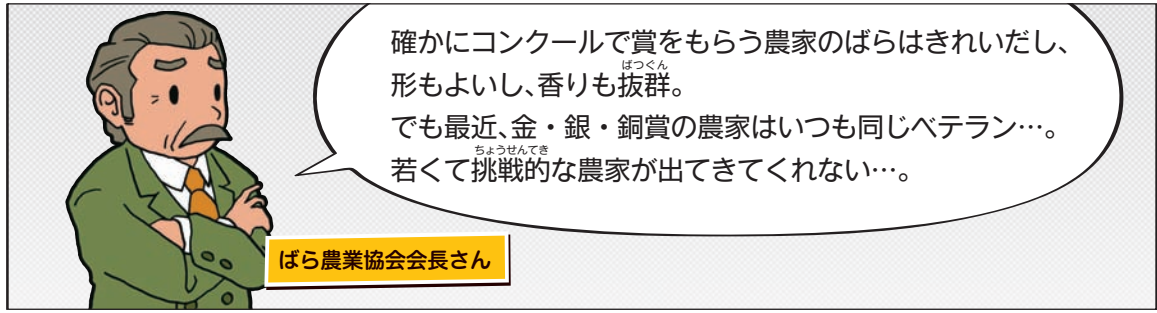 確かにコンクールで賞をもらう農家のばらはきれいだし、
ばつぐん
形もよいし、香りも抜群。
でも最近、金・銀・銅賞の農家はいつも同じベテラン…。
ちょうせんてき
若くて挑戦的な農家が出てきてくれない…。
ばら農業協会会長さん